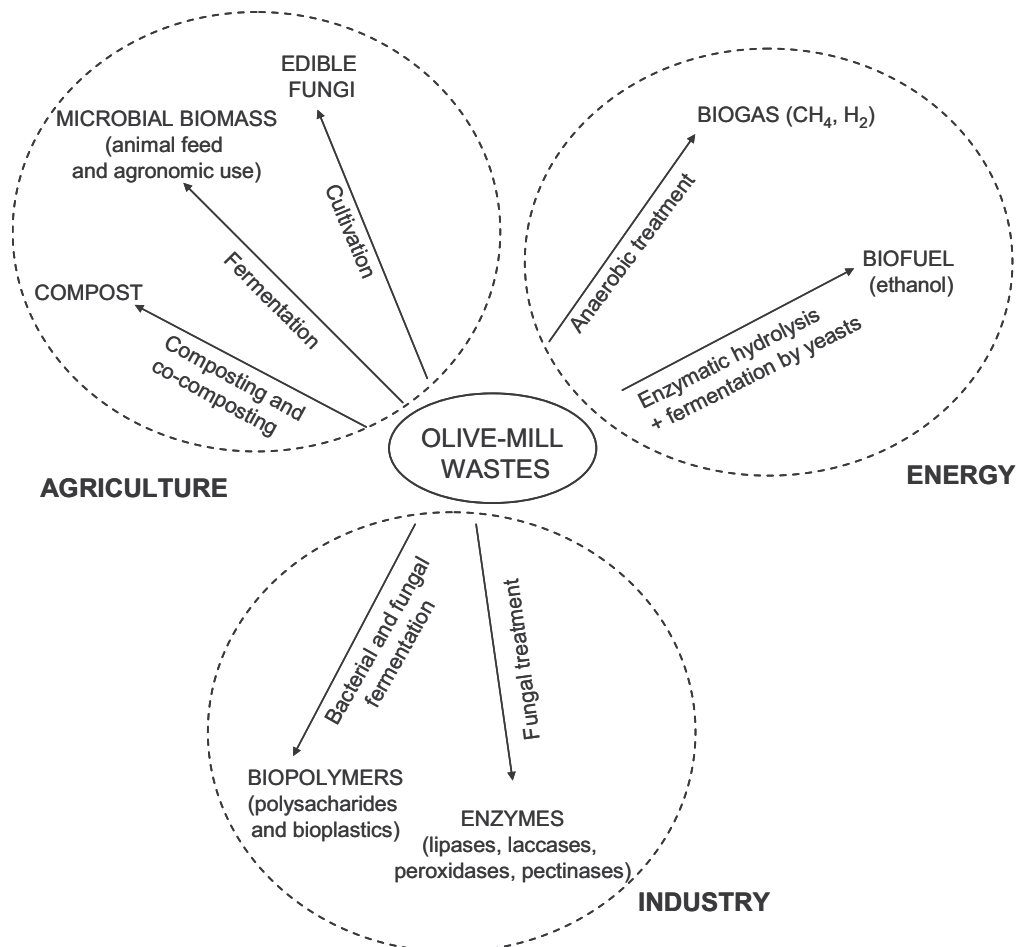 EDIBLE
FUNGI
MICROBIAL BIOMASS
(animal feed
and agronomic use)
Cultivation
Fermentation
COMPOST
Composting and
co-composting
AGRICULTURE
BIOGAS (CH₄, H₂)
Anaerobic treatment
BIOFUEL
(ethanol)
Enzymatic hydrolysis
+ fermentation by yeasts
ENERGY
OLIVE-MILL
WASTES
Bacterial and fungal
fermentation
Fungal treatment
BIOPOLYMERS
(polysacharides
and bioplastics)
ENZYMES
(lipases, laccases,
peroxidases, pectinases)
INDUSTRY